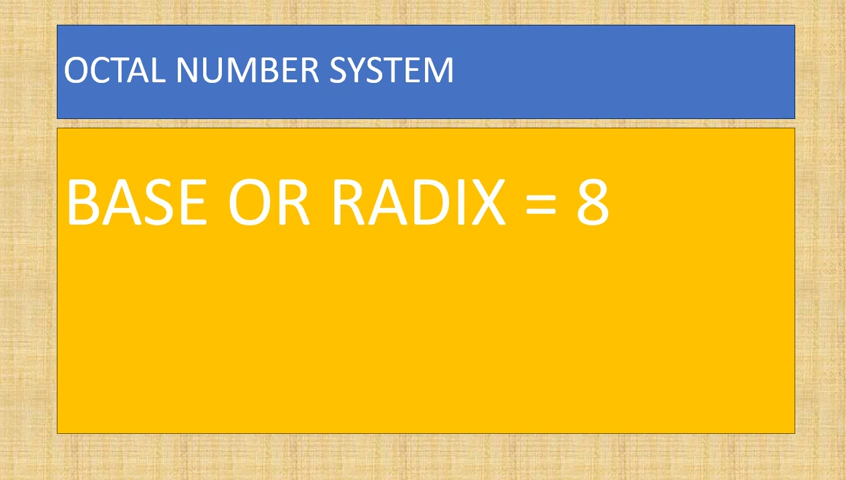 OCTAL NUMBER SYSTEM
BASE OR RADIX = 8